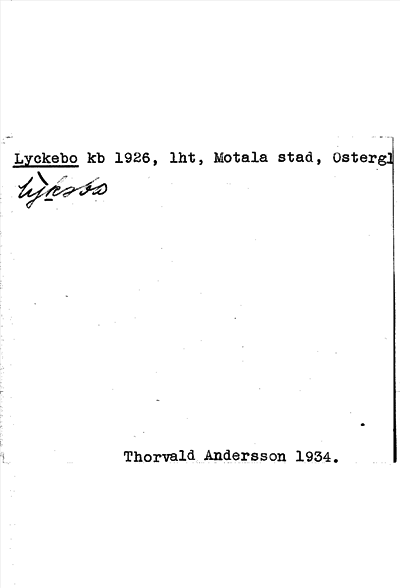 Lyckebo kb 1926, lht, Motala stad, Östergl
Thorvald Andersson 1934.